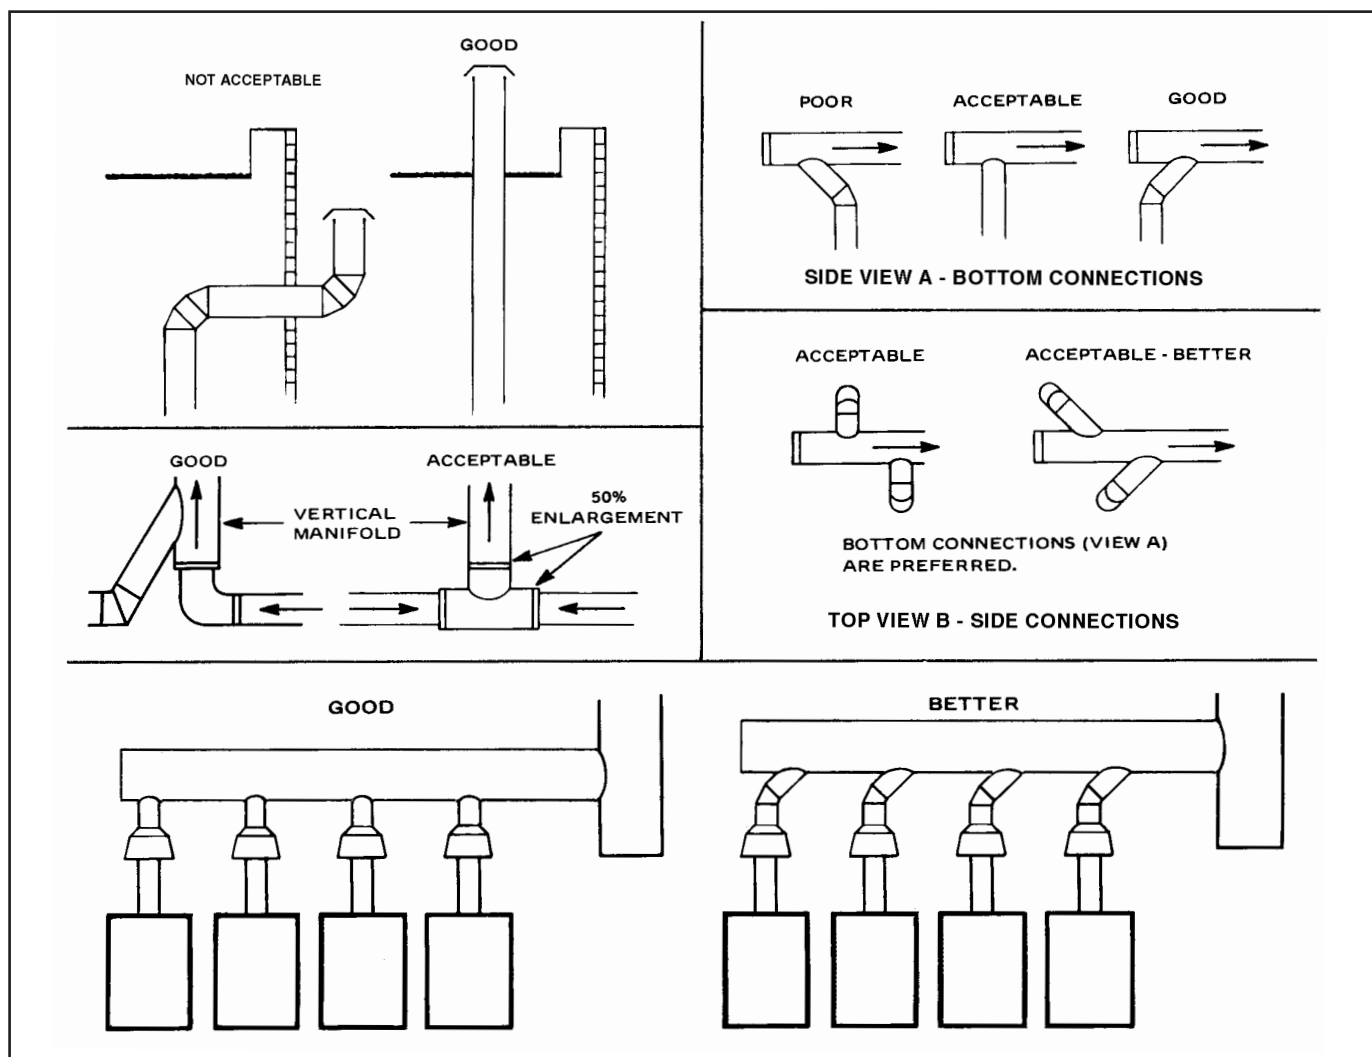 NOT ACCEPTABLE
GOOD
POOR
ACCEPTABLE
GOOD
SIDE VIEW A - BOTTOM CONNECTIONS
ACCEPTABLE
ACCEPTABLE - BETTER
BOTTOM CONNECTIONS (VIEW A)
ARE PREFERRED.
TOP VIEW B - SIDE CONNECTIONS
GOOD
VERTICAL
MANIFOLD
ACCEPTABLE
50%
ENLARGEMENT
GOOD
BETTER